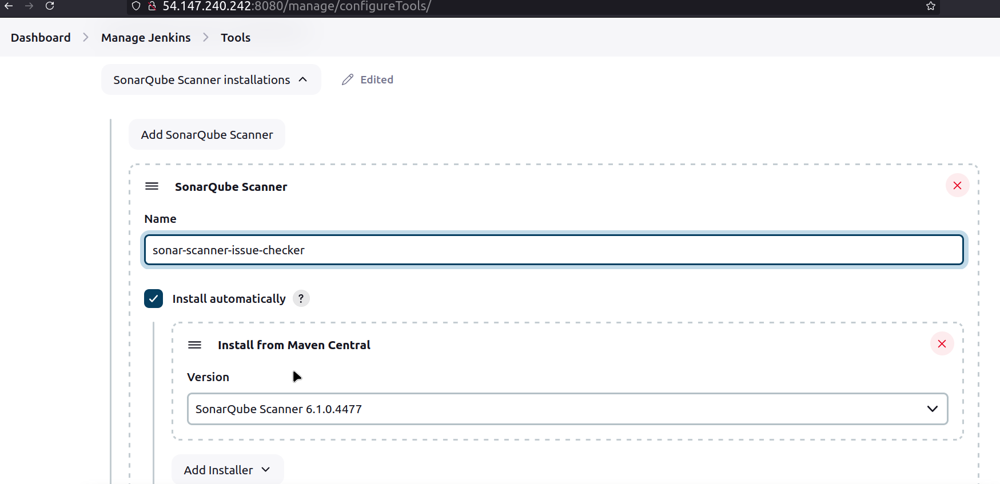 54.147.240.242:8080/manage/configureTools/
Dashboard > Manage Jenkins > Tools
SonarQube Scanner installations Edited
Add SonarQube Scanner
SonarQube Scanner
Name
sonar-scanner-issue-checker
Install automatically ?
Install from Maven Central
Version
SonarQube Scanner 6.1.0.4477
Add Installer